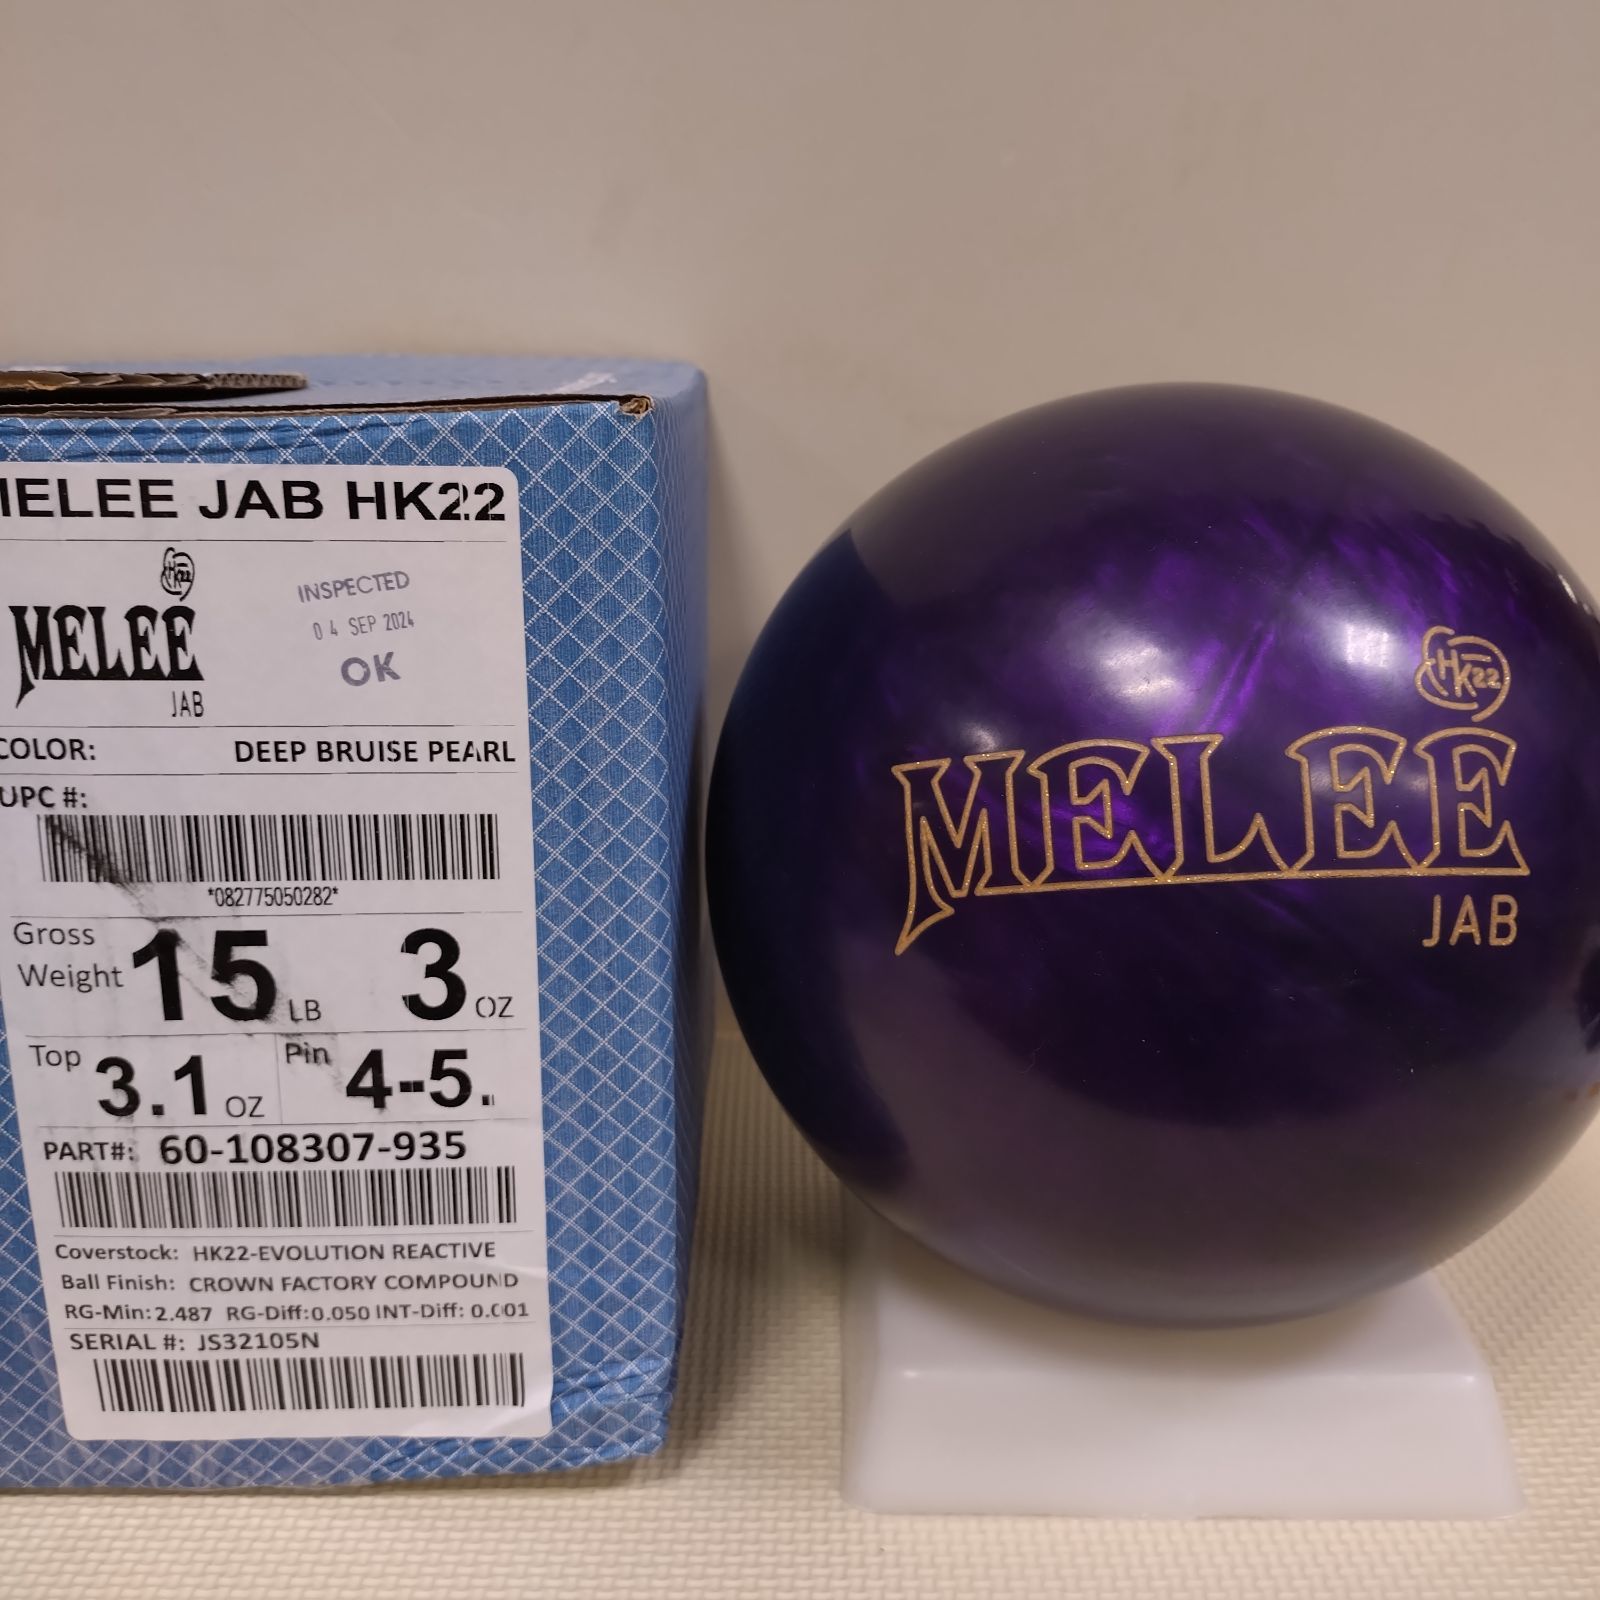 MELEE JAB HK22
HK22
MELEE
JAB
INSPECTED
04 SEP 2024
OK
COLOR: DEEP BRUISE PEARL
UPC #:
*082775050282*
Gross Weight 15 LB 3 OZ
Top 3.1 OZ Pin 4-5.
PART#: 60-108307-935
Coverstock: HK22-EVOLUTION REACTIVE
Ball Finish: CROWN FACTORY COMPOUND
RG-Min: 2.487 RG-Diff: 0.050 INT-Diff: 0.001
SERIAL #: JS32105N
HK22
MELEE
JAB